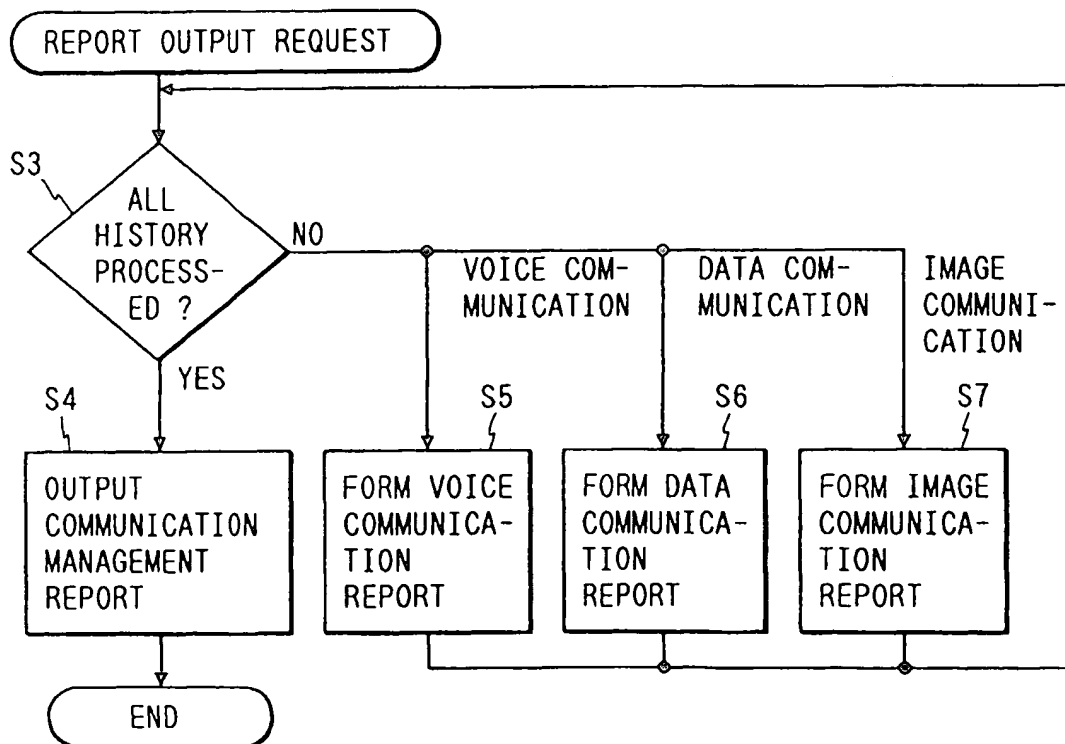 REPORT OUTPUT REQUEST
S3
ALL
HISTORY
PROCESS-
ED ?
NO
YES
VOICE COM-
MUNICATION
DATA COM-
MUNICATION
IMAGE
COMMUNI-
CATION
S4
OUTPUT
COMMUNICATION
MANAGEMENT
REPORT
S5
FORM VOICE
COMMUNICA-
TION
REPORT
S6
FORM DATA
COMMUNICA-
TION
REPORT
S7
FORM IMAGE
COMMUNICA-
TION
REPORT
END